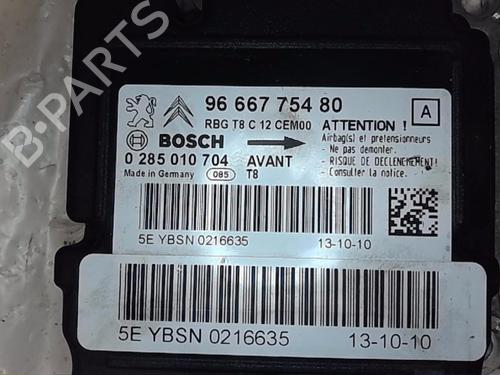 96 667 754 80
A
RBG T8 C 12 CEM00
ATTENTION !
BOSCH
Airbag(s) et pretensionneurs
- Ne pas demonter.
0 285 010 704 AVANT
- RISQUE DE DECLENCHEMENT!
Made in Germany 085 T8
- Consulter la notice.
5E YBSN 0216635 13-10-10
5E YBSN 0216635 13-10-10
B-PARTS